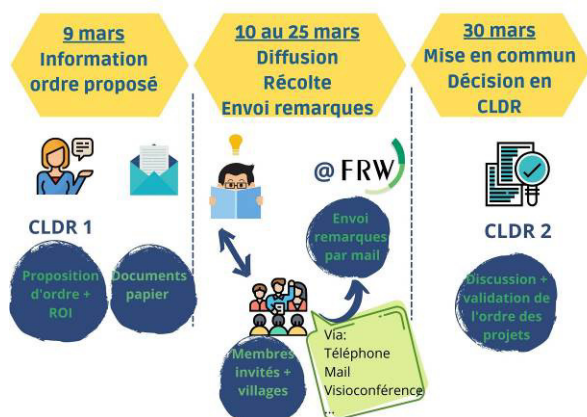 9 mars
Information
ordre proposé
10 au 25 mars
Diffusion
Récolte
Envoi remarques
30 mars
Mise en commun
Décision en
CLDR
CLDR 1
Proposition
d'ordre +
ROI
Documents
papier
@ FRW
Envoi
remarques
par mail
Membres
invités +
villages
Via:
Téléphone
Mail
Visioconférence
...
CLDR 2
Discussion +
validation de
l'ordre des
projets